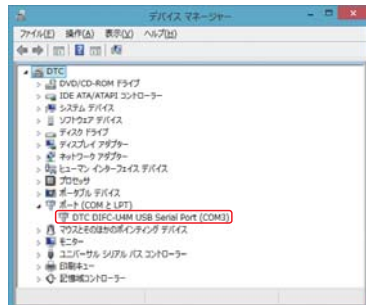 デバイス マネージャー
ファイル(F) 操作(A) 表示(V) ヘルプ(H)
DTC
DVD/CD-ROM ドライブ
IDE ATA/ATAPI コントローラー
システム デバイス
ソフトウェア デバイス
ディスク ドライブ
ディスプレイ アダプター
ネットワーク アダプター
ヒューマン インターフェイス デバイス
プロセッサ
ポータブル デバイス
ポート (COM と LPT)
DTC DIFC-U4M USB Serial Port (COM3)
マウスとそのほかのポインティング デバイス
モニター
ユニバーサル シリアル バス コントローラー
印刷キュー
記憶域コントローラー